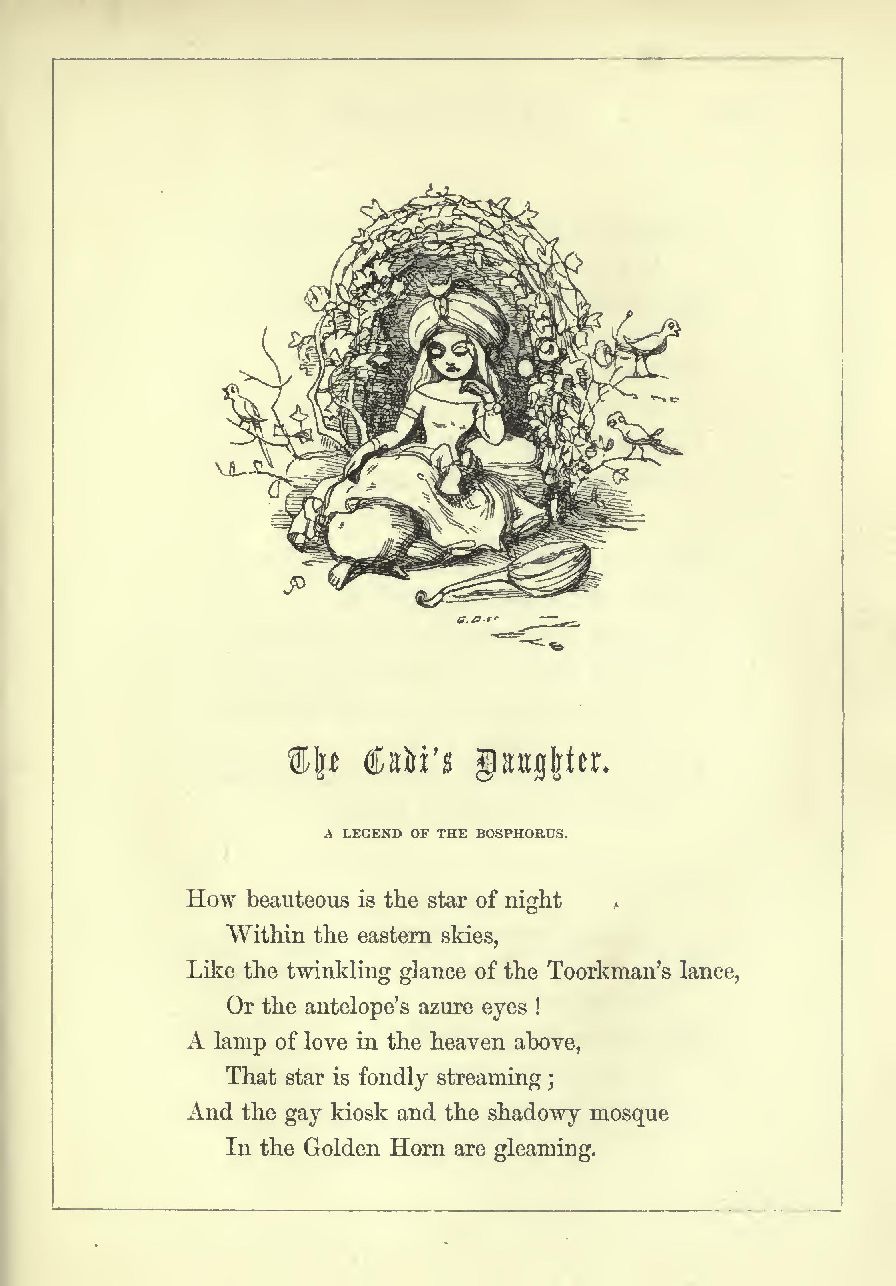 The Cadi's Daughter.
A LEGEND OF THE BOSPHORUS.
How beauteous is the star of night
Within the eastern skies,
Like the twinkling glance of the Toorkman's lance,
Or the antelope's azure eyes !
A lamp of love in the heaven above,
That star is fondly streaming ;
And the gay kiosk and the shadowy mosque
In the Golden Horn are gleaming.